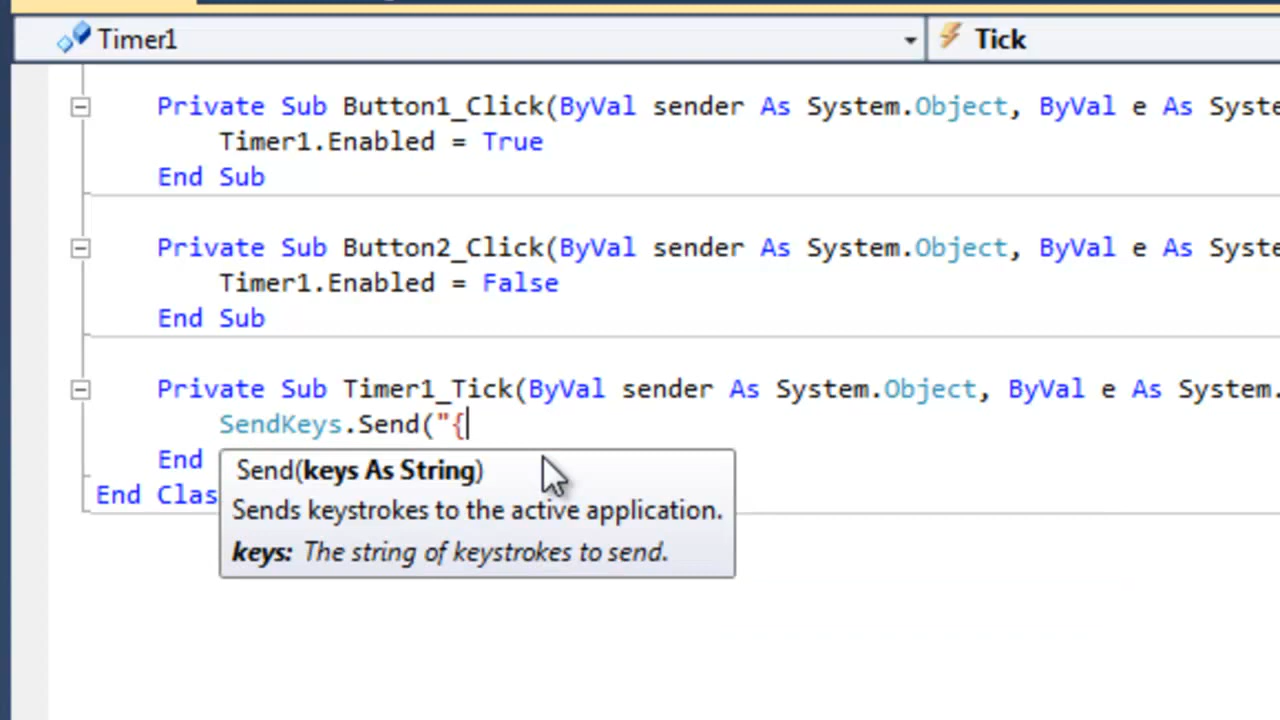 Timer1
Tick
Private Sub Button1_Click(ByVal sender As System.Object, ByVal e As Syste
Timer1.Enabled = True
End Sub
Private Sub Button2_Click(ByVal sender As System.Object, ByVal e As Syste
Timer1.Enabled = False
End Sub
Private Sub Timer1_Tick(ByVal sender As System.Object, ByVal e As System.
SendKeys.Send("{
End
Send(keys As String)
End Clas
Sends keystrokes to the active application.
keys: The string of keystrokes to send.